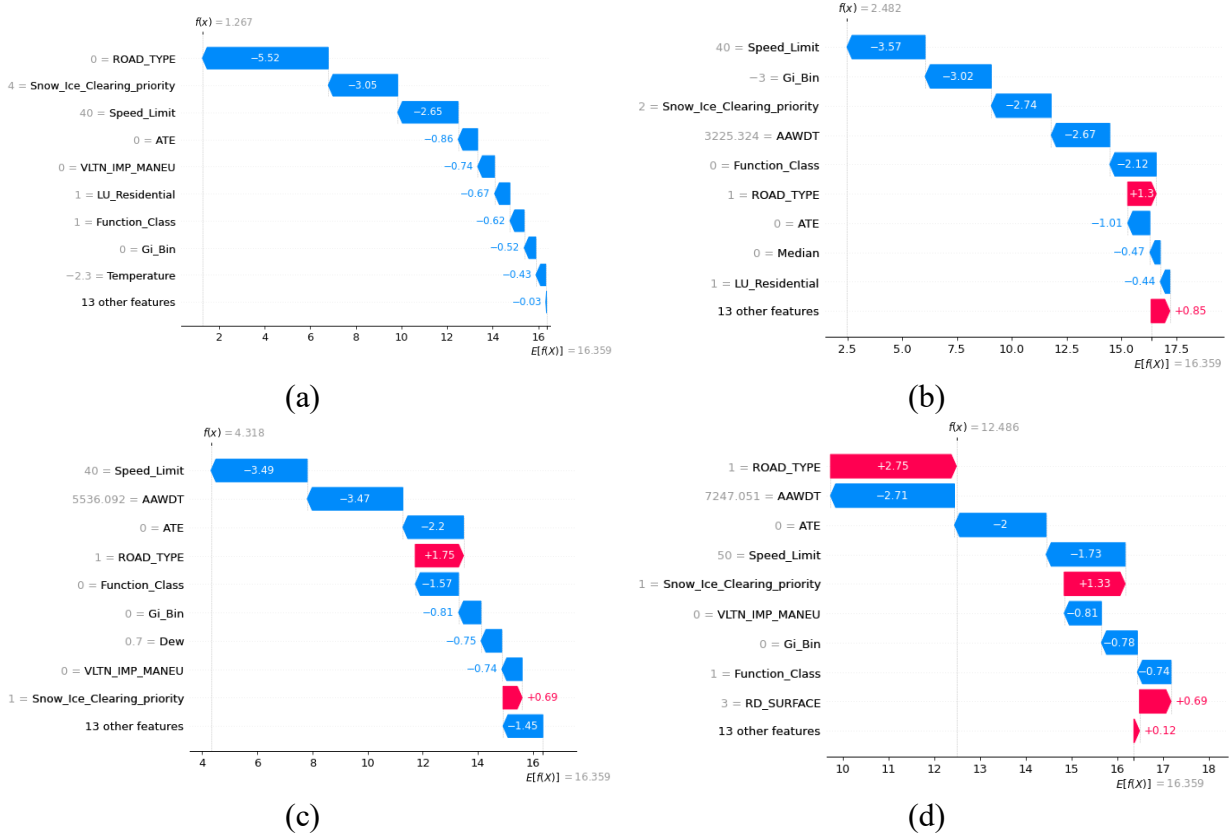 f(x) = 1.267
0 = ROAD_TYPE −5.52
4 = Snow_Ice_Clearing_priority −3.05
40 = Speed_Limit −2.65
0 = ATE −0.86
0 = VLTN_IMP_MANEU −0.74
1 = LU_Residential −0.67
1 = Function_Class −0.62
0 = Gi_Bin −0.52
−2.3 = Temperature −0.43
13 other features −0.03
2 4 6 8 10 12 14 16
E[f(X)] = 16.359
(a)
f(x) = 2.482
40 = Speed_Limit −3.57
−3 = Gi_Bin −3.02
2 = Snow_Ice_Clearing_priority −2.74
3225.324 = AAWDT −2.67
0 = Function_Class −2.12
1 = ROAD_TYPE +1.3
0 = ATE −1.01
0 = Median −0.47
1 = LU_Residential −0.44
13 other features +0.85
2.5 5.0 7.5 10.0 12.5 15.0 17.5
E[f(X)] = 16.359
(b)
f(x) = 4.318
40 = Speed_Limit −3.49
5536.092 = AAWDT −3.47
0 = ATE −2.2
1 = ROAD_TYPE +1.75
0 = Function_Class −1.57
0 = Gi_Bin −0.81
0.7 = Dew −0.75
0 = VLTN_IMP_MANEU −0.74
1 = Snow_Ice_Clearing_priority +0.69
13 other features −1.45
4 6 8 10 12 14 16
E[f(X)] = 16.359
(c)
f(x) = 12.486
1 = ROAD_TYPE +2.75
7247.051 = AAWDT −2.71
0 = ATE −2
50 = Speed_Limit −1.73
1 = Snow_Ice_Clearing_priority +1.33
0 = VLTN_IMP_MANEU −0.81
0 = Gi_Bin −0.78
1 = Function_Class −0.74
3 = RD_SURFACE +0.69
13 other features +0.12
10 11 12 13 14 15 16 17 18
E[f(X)] = 16.359
(d)